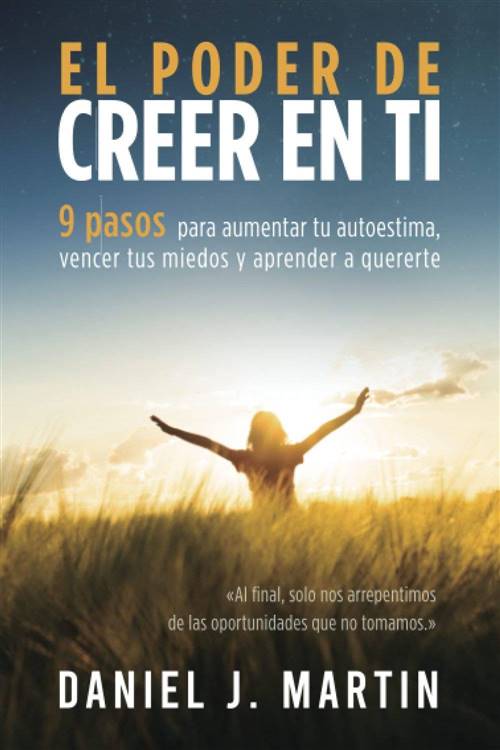 EL PODER DE
CREER EN TI
9 pasos para aumentar tu autoestima,
vencer tus miedos y aprender a quererte
«Al final, solo nos arrepentimos
de las oportunidades que no tomamos.»
DANIEL J. MARTIN